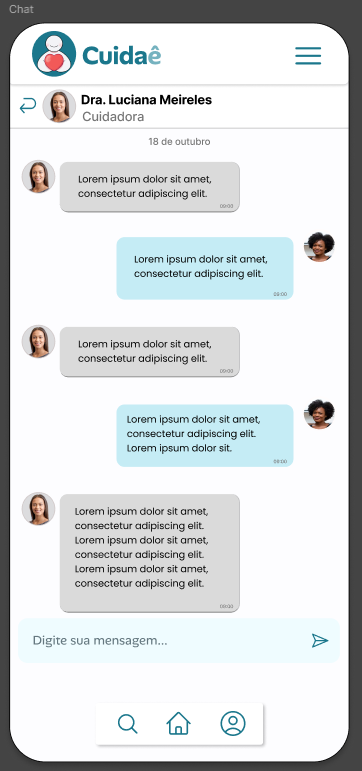 Chat
Cuidaê
Dra. Luciana Meireles
Cuidadora
18 de outubro
Lorem ipsum dolor sit amet,
consectetur adipiscing elit.
09:00
Lorem ipsum dolor sit amet,
consectetur adipiscing elit.
09:00
Lorem ipsum dolor sit amet,
consectetur adipiscing elit.
09:00
Lorem ipsum dolor sit amet,
consectetur adipiscing elit.
Lorem ipsum dolor sit.
09:00
Lorem ipsum dolor sit amet,
consectetur adipiscing elit.
Lorem ipsum dolor sit amet,
consectetur adipiscing elit.
Lorem ipsum dolor sit amet,
consectetur adipiscing elit.
09:00
Digite sua mensagem...